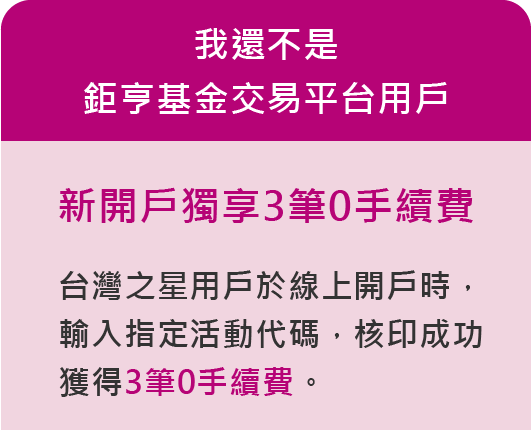 我還不是
鉅亨基金交易平台用戶
新開戶獨享3筆0手續費
台灣之星用戶於線上開戶時，
輸入指定活動代碼，核印成功
獲得3筆0手續費。